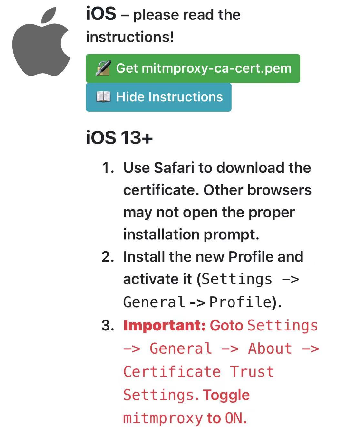 iOS – please read the
instructions!
Get mitmproxy-ca-cert.pem
Hide Instructions
iOS 13+
1. Use Safari to download the
certificate. Other browsers
may not open the proper
installation prompt.
2. Install the new Profile and
activate it (Settings ->
General -> Profile).
3. Important: Goto Settings
-> General -> About ->
Certificate Trust
Settings. Toggle
mitmproxy to ON.